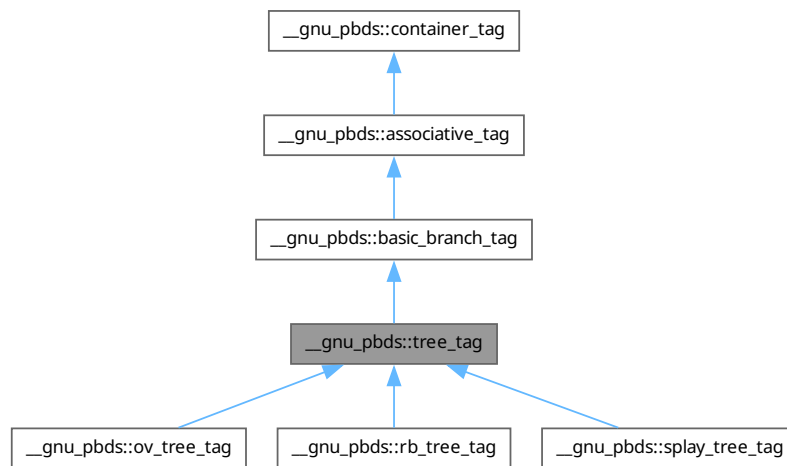 __gnu_pbds::container_tag
__gnu_pbds::associative_tag
__gnu_pbds::basic_branch_tag
__gnu_pbds::tree_tag
__gnu_pbds::ov_tree_tag
__gnu_pbds::rb_tree_tag
__gnu_pbds::splay_tree_tag